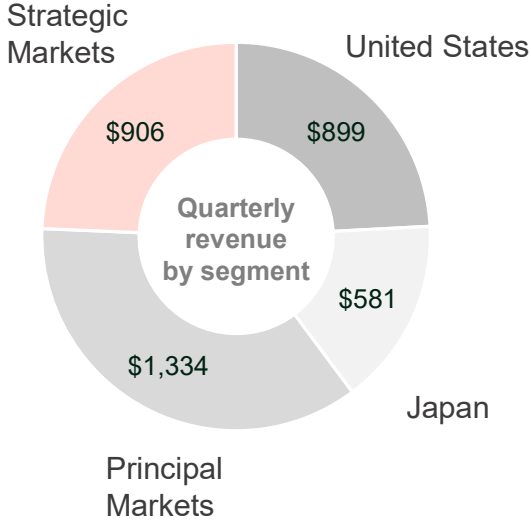 Strategic
Markets
United States
$906
$899
Quarterly
revenue
by segment
$581
$1,334
Japan
Principal
Markets